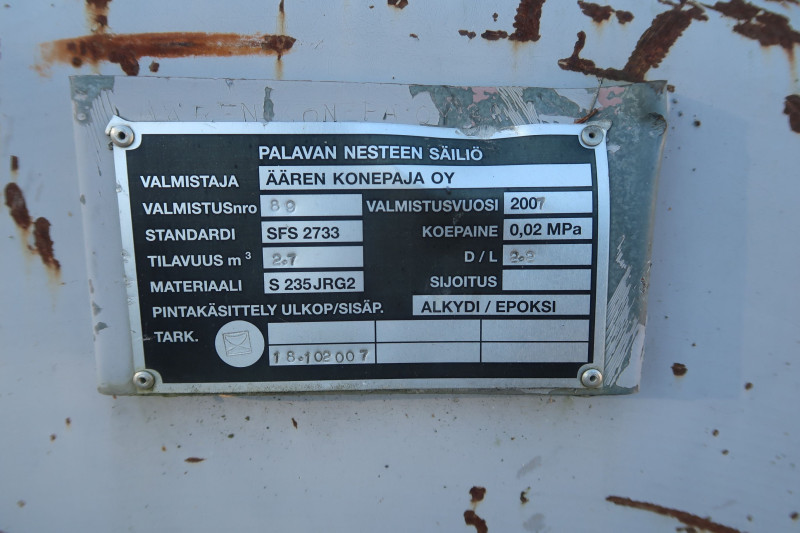 PALAVAN NESTEEN SÄILIÖ
VALMISTAJA ÄÄREN KONEPAJA OY
VALMISTUSnro 89 VALMISTUSVUOSI 2007
STANDARDI SFS 2733 KOEPAINE 0,02 MPa
TILAVUUS m³ 2.7 D / L
MATERIAALI S 235JRG2 SIJOITUS
PINTAKÄSITTELY ULKOP/SISÄP. ALKYDI / EPOKSI
TARK.
18.102007